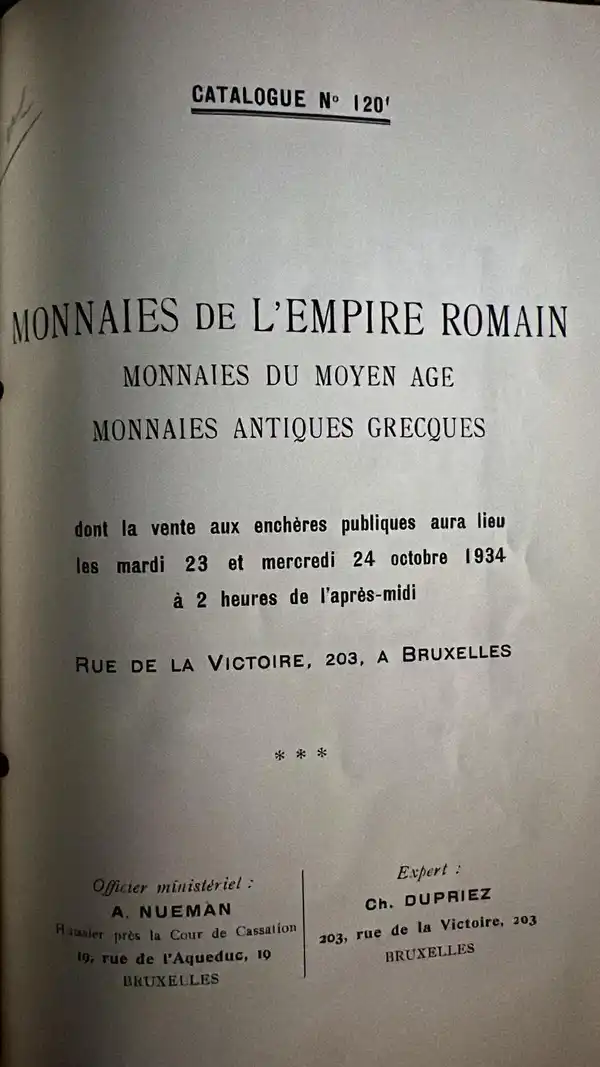 CATALOGUE Nº 120'
MONNAIES DE L'EMPIRE ROMAIN
MONNAIES DU MOYEN AGE
MONNAIES ANTIQUES GRECQUES
dont la vente aux enchères publiques aura lieu
les mardi 23 et mercredi 24 octobre 1934
à 2 heures de l'après-midi
RUE DE LA VICTOIRE, 203, A BRUXELLES
* * *
Officier ministériel :
A. NUEMAN
Huissier près la Cour de Cassation
19, rue de l'Aqueduc, 19
BRUXELLES
Expert :
Ch. DUPRIEZ
203, rue de la Victoire, 203
BRUXELLES